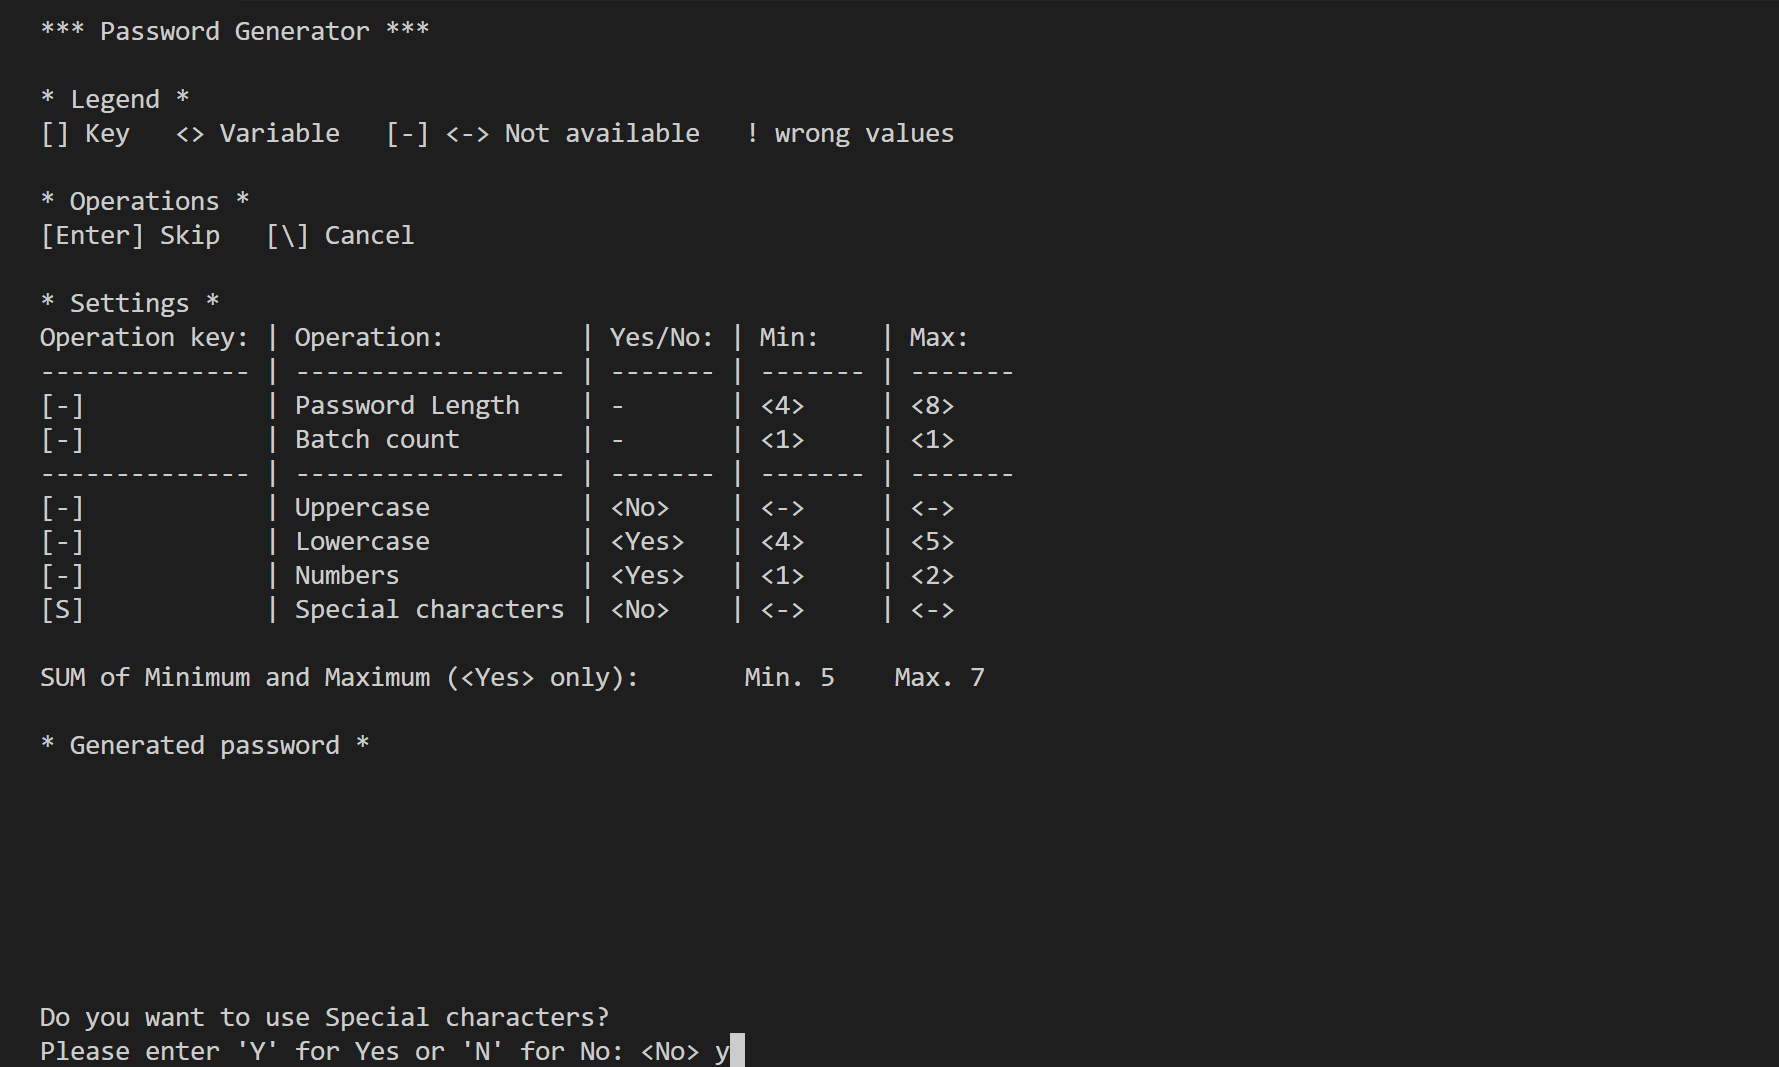 *** Password Generator ***
* Legend *
[] Key   <> Variable   [-] <-> Not available   ! wrong values
* Operations *
[Enter] Skip   [\] Cancel
* Settings *
Operation key: | Operation:         | Yes/No: | Min:    | Max:
-------------- | ------------------ | ------- | ------- | -------
[-]            | Password Length    | -       | <4>     | <8>
[-]            | Batch count        | -       | <1>     | <1>
-------------- | ------------------ | ------- | ------- | -------
[-]            | Uppercase          | <No>    | <->     | <->
[-]            | Lowercase          | <Yes>   | <4>     | <5>
[-]            | Numbers            | <Yes>   | <1>     | <2>
[S]            | Special characters | <No>    | <->     | <->
SUM of Minimum and Maximum (<Yes> only):       Min. 5    Max. 7
* Generated password *
Do you want to use Special characters?
Please enter 'Y' for Yes or 'N' for No: <No> y